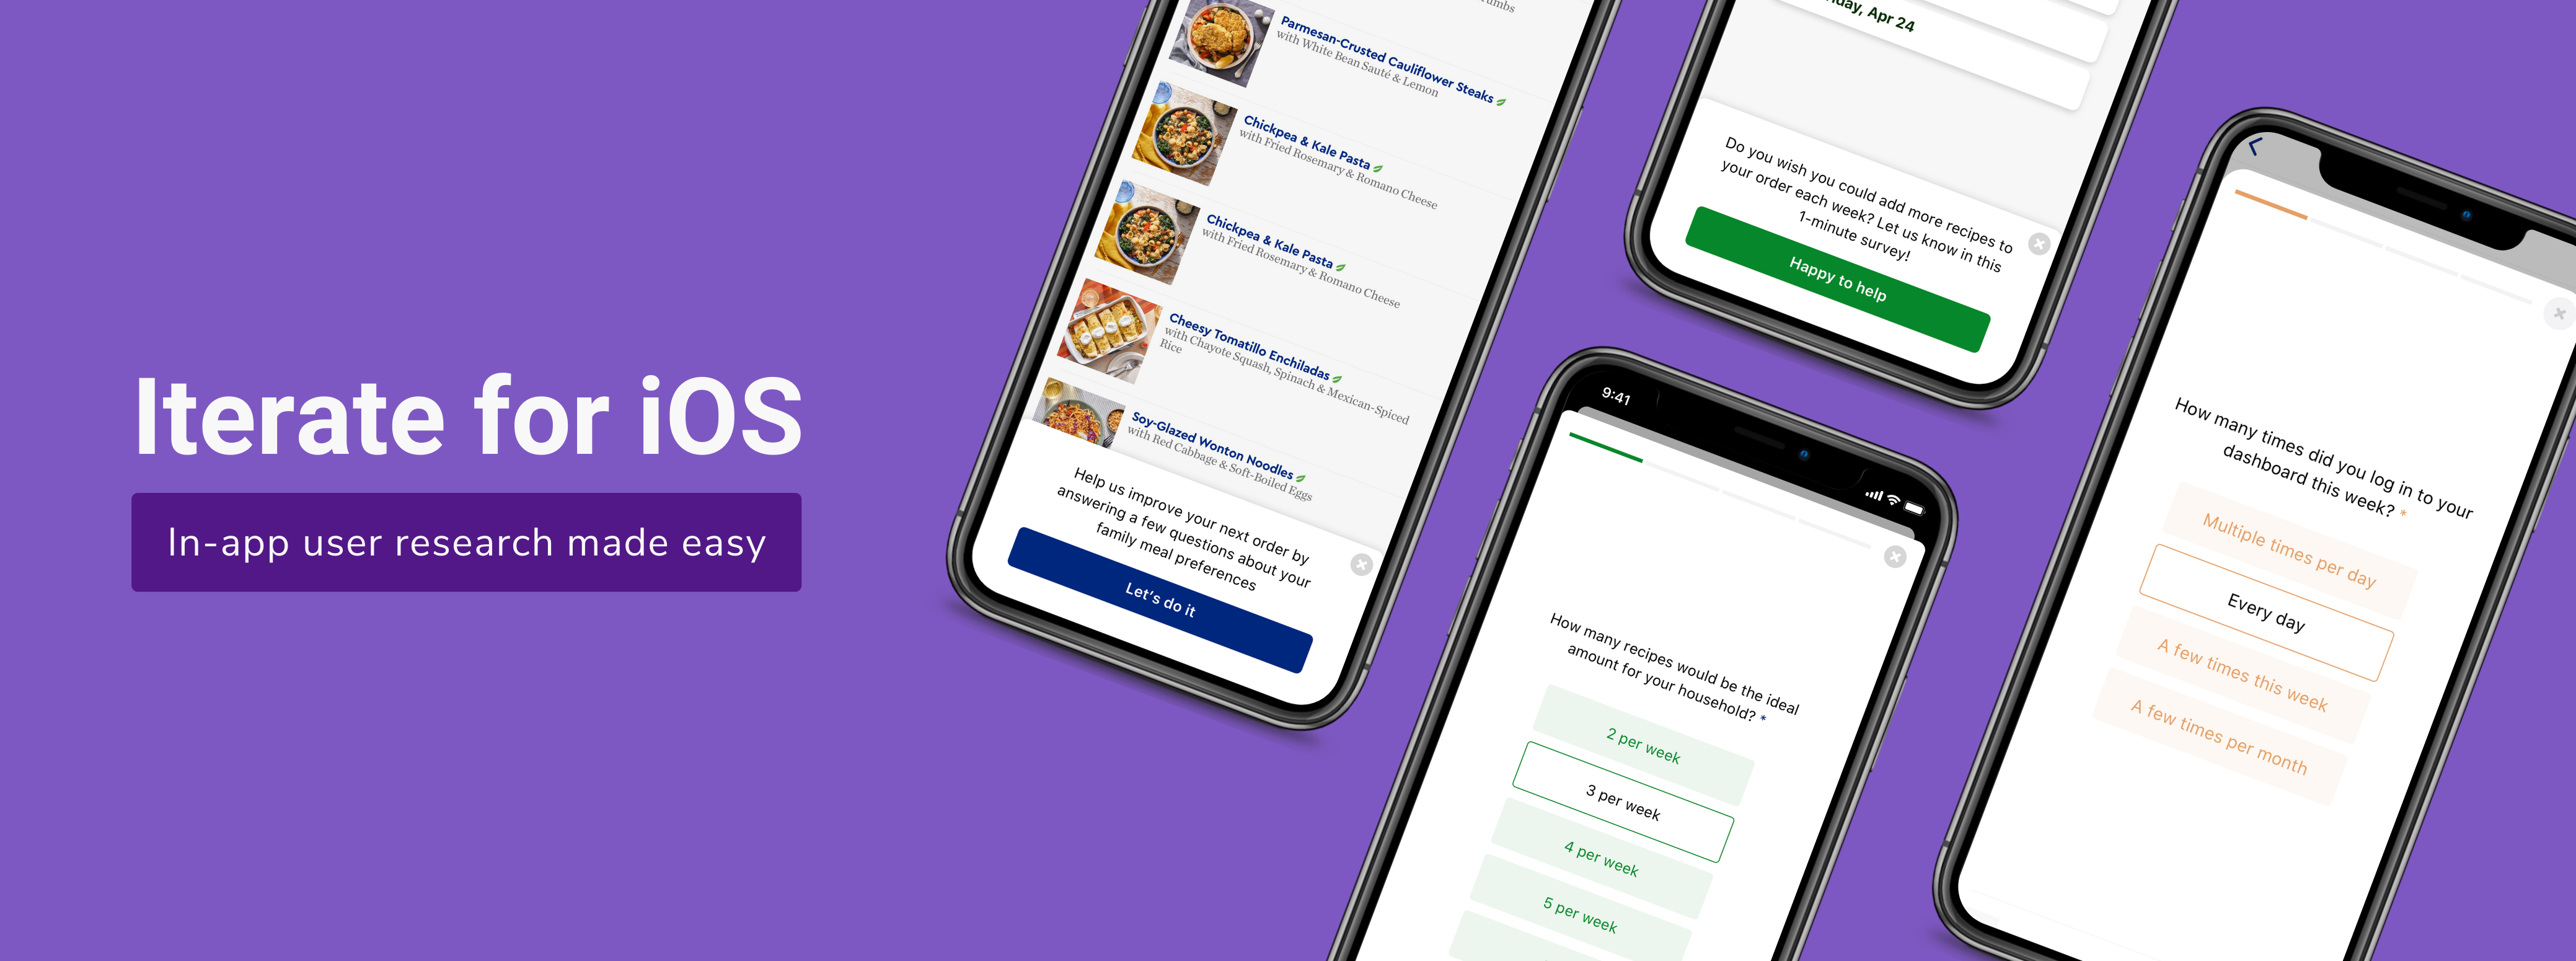 Iterate for iOS
In-app user research made easy
Parmesan-Crusted Cauliflower Steaks
with White Bean Sauté & Lemon
Chickpea & Kale Pasta
with Fried Rosemary & Romano Cheese
Chickpea & Kale Pasta
with Fried Rosemary & Romano Cheese
Cheesy Tomatillo Enchiladas
with Chayote Squash, Spinach & Mexican-Spiced
Rice
Soy-Glazed Wonton Noodles
with Red Cabbage & Soft-Boiled Eggs
Help us improve your next order by
answering a few questions about your
family meal preferences
Let's do it
Apr 24
Do you wish you could add more recipes to
your order each week? Let us know in this
1-minute survey!
Happy to help
9:41
How many recipes would be the ideal
amount for your household? *
2 per week
3 per week
4 per week
5 per week
How many times did you log in to your
dashboard this week? *
Multiple times per day
Every day
A few times this week
A few times per month